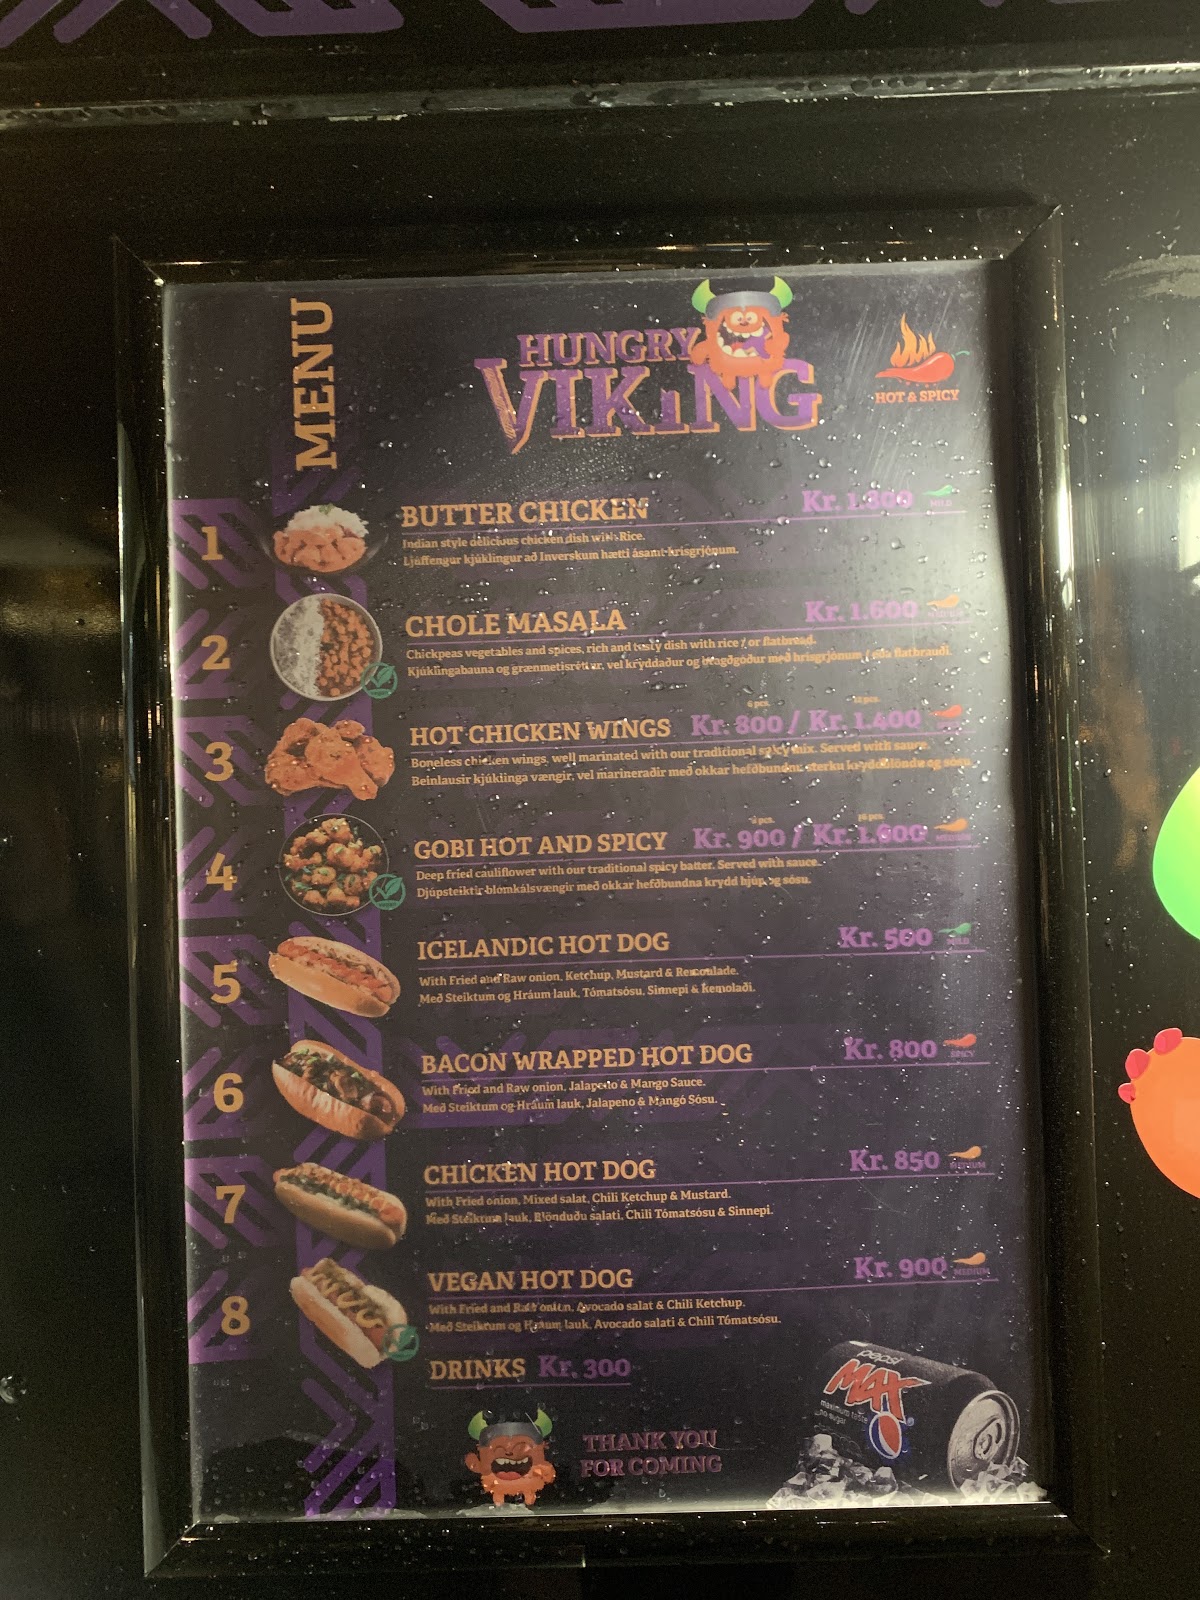 MENU
HUNGRY
VIKiNG
HOT & SPICY
1
BUTTER CHICKEN Kr. MILD
Indian style delicious chicken dish with Rice.
Ljúffengur kjúklingur að Inverskum hætti ásamt hrísgrjónum.
2
CHOLE MASALA Kr. 1.600
Chickpeas vegetables and spices, rich and tasty dish with rice / or flatbread.
Kjúklingabauna og grænmetisréttur, vel kryddaður og bragðgóður með hrísgrjónum / eða flatbrauði.
3
6 pcs. 12 pcs.
HOT CHICKEN WINGS Kr. 800 / Kr. 1.400
Boneless chicken wings, well marinated with our traditional spicy mix. Served with sauce.
Beinlausir kjúklinga vængir, vel marineraðir með okkar hefðbundnu sterku kryddblöndu og sósu.
4
pcs. pcs.
GOBI HOT AND SPICY Kr. 900 / Kr. 1.600 MEDIUM
Deep fried cauliflower with our traditional spicy batter. Served with sauce.
Djúpsteiktir blómkálsvængir með okkar hefðbundna krydd hjúp og sósu.
5
ICELANDIC HOT DOG Kr. 500 MILD
With Fried and Raw onion, Ketchup, Mustard & Remoulade.
Með Steiktum og Hráum lauk, Tómatsósu, Sinnepi & Remolaði.
6
BACON WRAPPED HOT DOG Kr. 800 SPICY
With Fried and Raw onion, Jalapeno & Mango Sauce.
Með Steiktum og Hráum lauk, Jalapeno & Mangó Sósu.
7
CHICKEN HOT DOG Kr. 850 MEDIUM
With Fried onion, Mixed salat, Chili Ketchup & Mustard.
Með Steiktum lauk, Blönduðu salati, Chili Tómatsósu & Sinnepi.
8
VEGAN HOT DOG Kr. 900 MEDIUM
With Fried and Raw onion, Avocado salat & Chili Ketchup.
Með Steiktum og Hráum lauk, Avocado salati & Chili Tómatsósu.
DRINKS Kr. 300
pepsi
MAX
maximum taste
no sugar
THANK YOU
FOR COMING